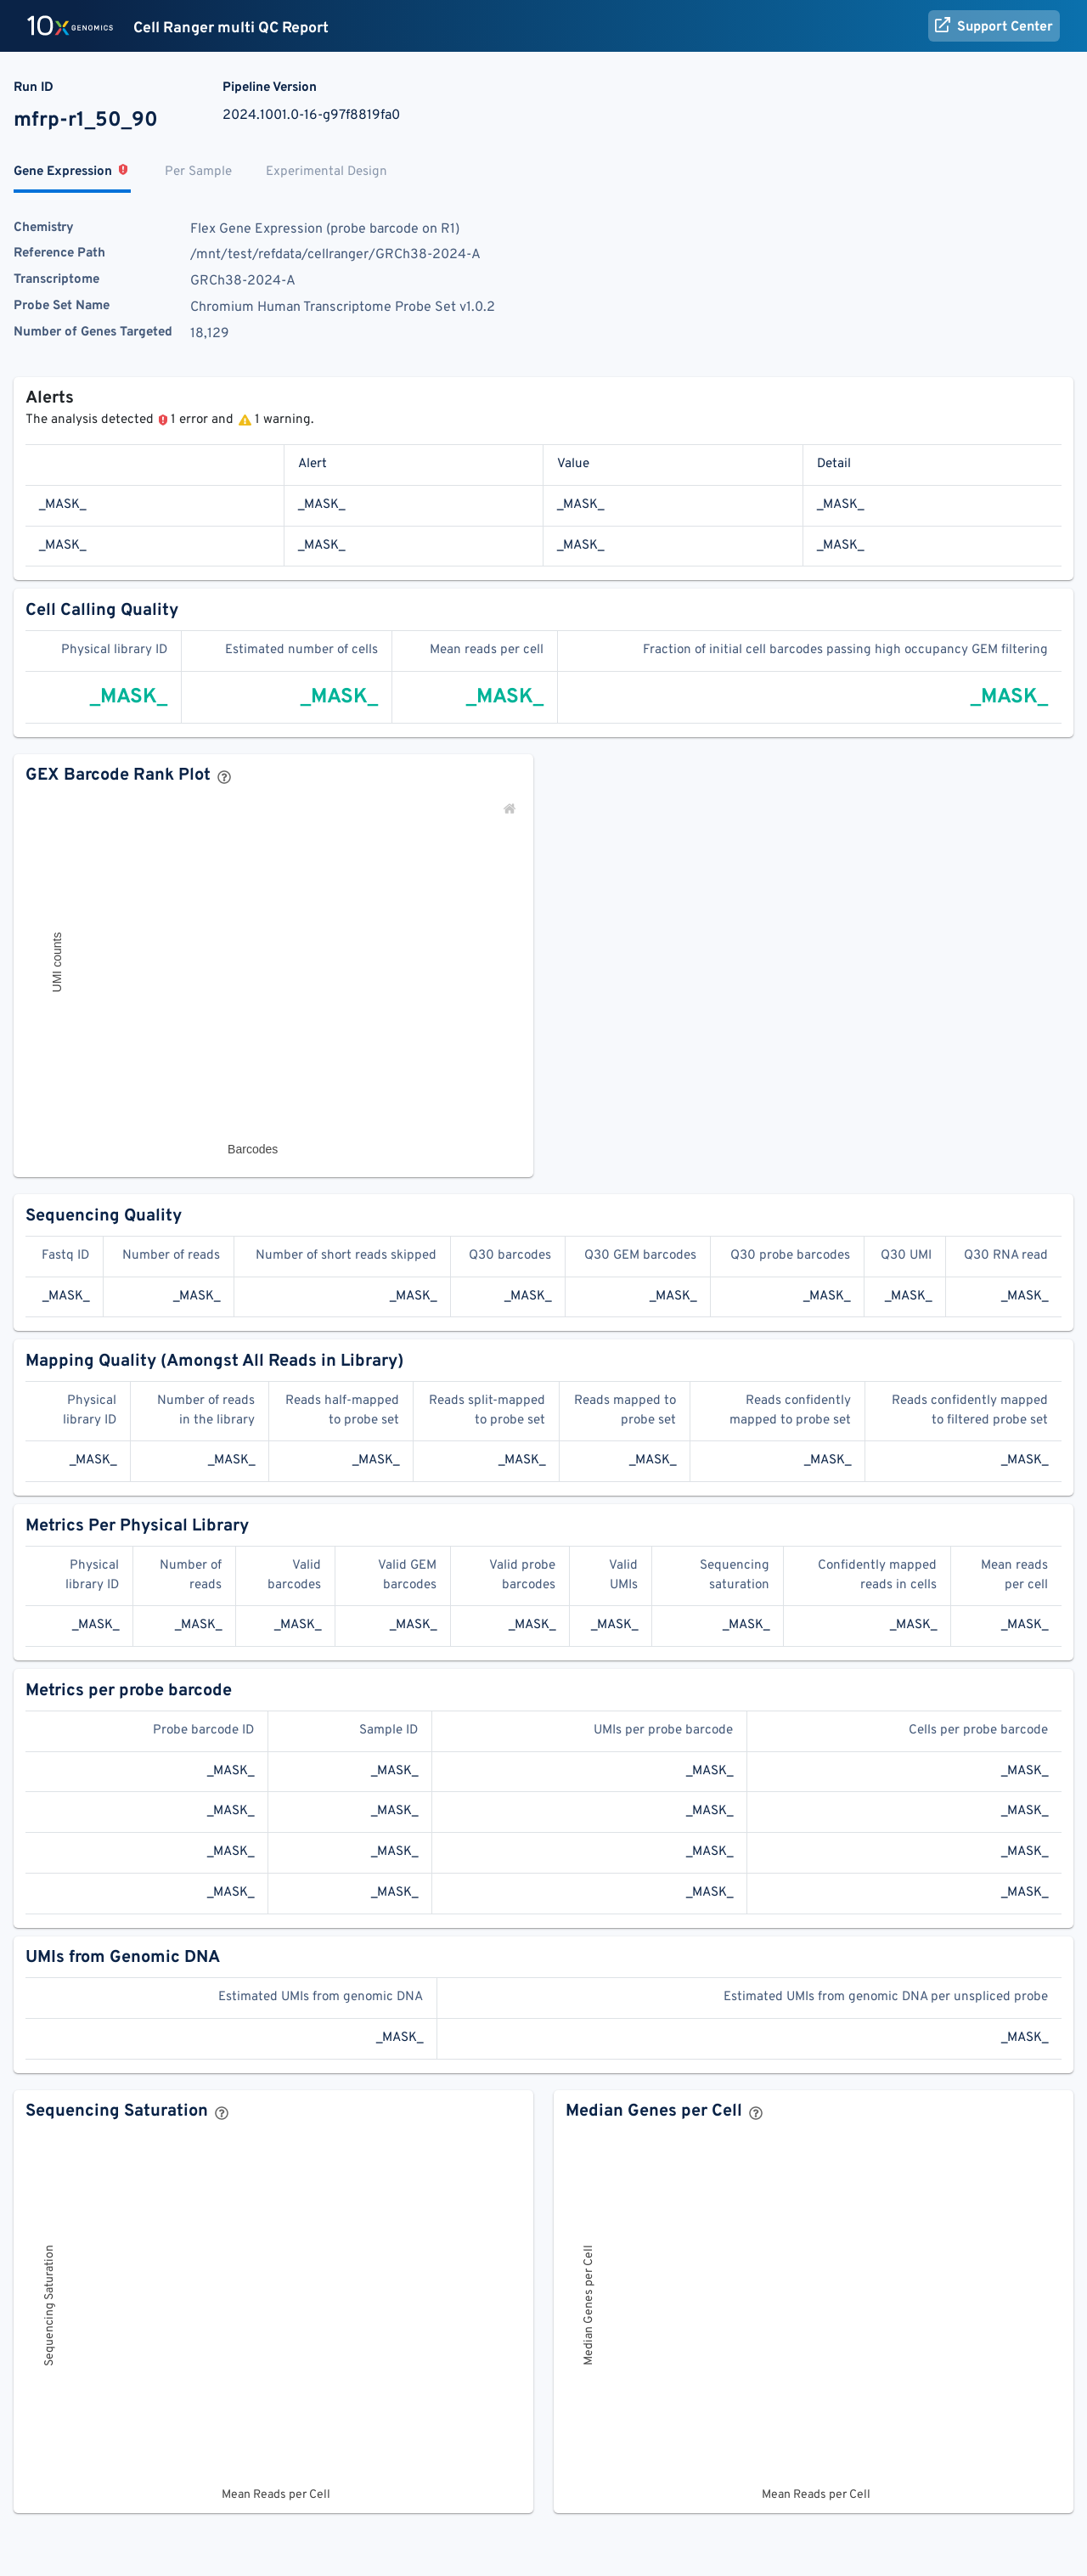 10x GENOMICS Cell Ranger multi QC Report Support Center
Run ID Pipeline Version
mfrp-r1_50_90 2024.1001.0-16-g97f8819fa0
Gene Expression Per Sample Experimental Design
Chemistry Flex Gene Expression (probe barcode on R1)
Reference Path /mnt/test/refdata/cellranger/GRCh38-2024-A
Transcriptome GRCh38-2024-A
Probe Set Name Chromium Human Transcriptome Probe Set v1.0.2
Number of Genes Targeted 18,129
Alerts
The analysis detected 1 error and 1 warning.
Alert Value Detail
_MASK_ _MASK_ _MASK_ _MASK_
_MASK_ _MASK_ _MASK_ _MASK_
Cell Calling Quality
Physical library ID Estimated number of cells Mean reads per cell Fraction of initial cell barcodes passing high occupancy GEM filtering
_MASK_ _MASK_ _MASK_ _MASK_
GEX Barcode Rank Plot
UMI counts
Barcodes
Sequencing Quality
Fastq ID Number of reads Number of short reads skipped Q30 barcodes Q30 GEM barcodes Q30 probe barcodes Q30 UMI Q30 RNA read
_MASK_ _MASK_ _MASK_ _MASK_ _MASK_ _MASK_ _MASK_ _MASK_
Mapping Quality (Amongst All Reads in Library)
Physical Number of reads Reads half-mapped Reads split-mapped Reads mapped to Reads confidently Reads confidently mapped
library ID in the library to probe set to probe set probe set mapped to probe set to filtered probe set
_MASK_ _MASK_ _MASK_ _MASK_ _MASK_ _MASK_ _MASK_
Metrics Per Physical Library
Physical Number of Valid Valid GEM Valid probe Valid Sequencing Confidently mapped Mean reads
library ID reads barcodes barcodes barcodes UMIs saturation reads in cells per cell
_MASK_ _MASK_ _MASK_ _MASK_ _MASK_ _MASK_ _MASK_ _MASK_ _MASK_
Metrics per probe barcode
Probe barcode ID Sample ID UMIs per probe barcode Cells per probe barcode
_MASK_ _MASK_ _MASK_ _MASK_
_MASK_ _MASK_ _MASK_ _MASK_
_MASK_ _MASK_ _MASK_ _MASK_
_MASK_ _MASK_ _MASK_ _MASK_
UMIs from Genomic DNA
Estimated UMIs from genomic DNA Estimated UMIs from genomic DNA per unspliced probe
_MASK_ _MASK_
Sequencing Saturation
Sequencing Saturation
Mean Reads per Cell
Median Genes per Cell
Median Genes per Cell
Mean Reads per Cell